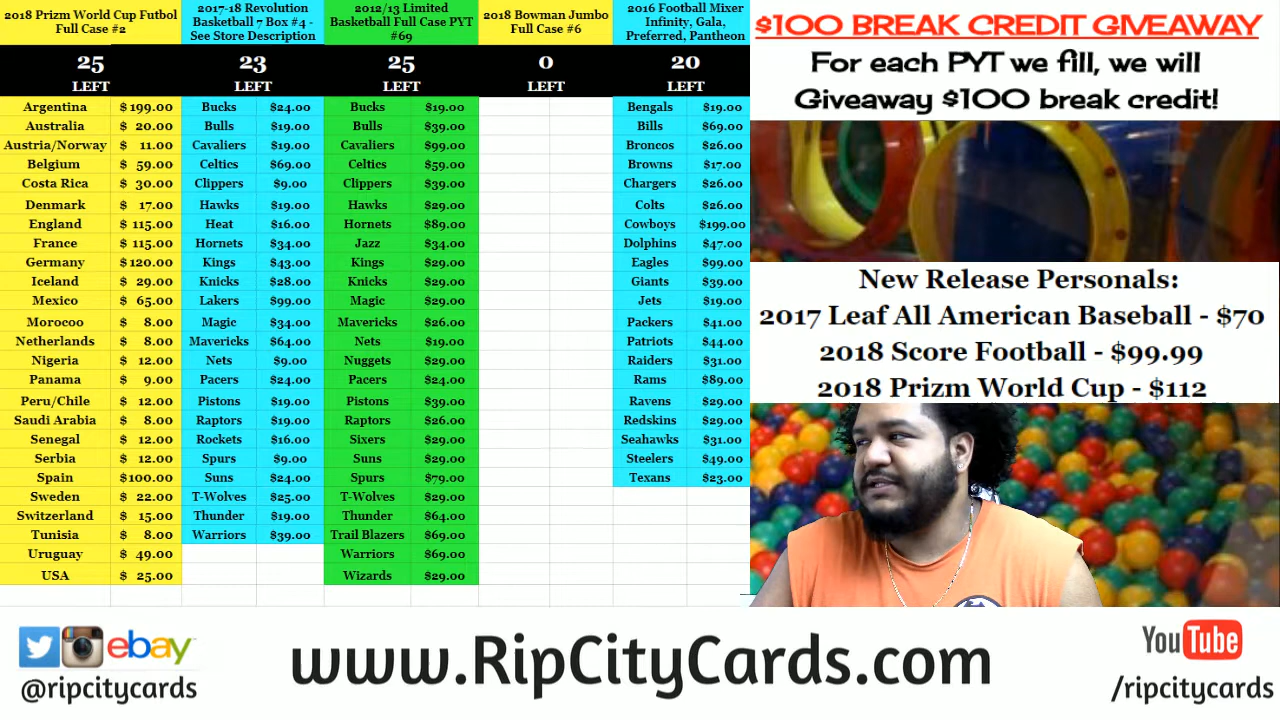 2018 Prizm World Cup Futbol
Full Case #2
25
LEFT
Argentina $ 199.00
Australia $ 20.00
Austria/Norway $ 11.00
Belgium $ 59.00
Costa Rica $ 30.00
Denmark $ 17.00
England $ 115.00
France $ 115.00
Germany $ 120.00
Iceland $ 29.00
Mexico $ 65.00
Morocoo $ 8.00
Netherlands $ 8.00
Nigeria $ 12.00
Panama $ 9.00
Peru/Chile $ 12.00
Saudi Arabia $ 8.00
Senegal $ 12.00
Serbia $ 12.00
Spain $100.00
Sweden $ 22.00
Switzerland $ 15.00
Tunisia $ 8.00
Uruguay $ 49.00
USA $ 25.00
2017-18 Revolution
Basketball 7 Box #4 -
See Store Description
23
LEFT
Bucks $24.00
Bulls $19.00
Cavaliers $19.00
Celtics $69.00
Clippers $9.00
Hawks $19.00
Heat $16.00
Hornets $34.00
Kings $43.00
Knicks $28.00
Lakers $99.00
Magic $34.00
Mavericks $64.00
Nets $9.00
Pacers $24.00
Pistons $19.00
Raptors $19.00
Rockets $16.00
Spurs $9.00
Suns $24.00
T-Wolves $25.00
Thunder $19.00
Warriors $39.00
2012/13 Limited
Basketball Full Case PYT
#69
25
LEFT
Bucks $19.00
Bulls $39.00
Cavaliers $99.00
Celtics $59.00
Clippers $39.00
Hawks $29.00
Hornets $89.00
Jazz $34.00
Kings $29.00
Knicks $29.00
Magic $29.00
Mavericks $26.00
Nets $19.00
Nuggets $29.00
Pacers $24.00
Pistons $39.00
Raptors $26.00
Sixers $29.00
Suns $29.00
Spurs $79.00
T-Wolves $29.00
Thunder $64.00
Trail Blazers $69.00
Warriors $69.00
Wizards $29.00
2018 Bowman Jumbo
Full Case #6
0
LEFT
2016 Football Mixer
Infinity, Gala,
Preferred, Pantheon
20
LEFT
Bengals $19.00
Bills $69.00
Broncos $26.00
Browns $17.00
Chargers $26.00
Colts $26.00
Cowboys $199.00
Dolphins $47.00
Eagles $99.00
Giants $39.00
Jets $19.00
Packers $41.00
Patriots $44.00
Raiders $31.00
Rams $89.00
Ravens $29.00
Redskins $29.00
Seahawks $31.00
Steelers $49.00
Texans $23.00
$100 BREAK CREDIT GIVEAWAY
For each PYT we fill, we will
Giveaway $100 break credit!
New Release Personals:
2017 Leaf All American Baseball - $70
2018 Score Football - $99.99
2018 Prizm World Cup - $112
ebay
@ripcitycards
www.RipCityCards.com
YouTube
/ripcitycards